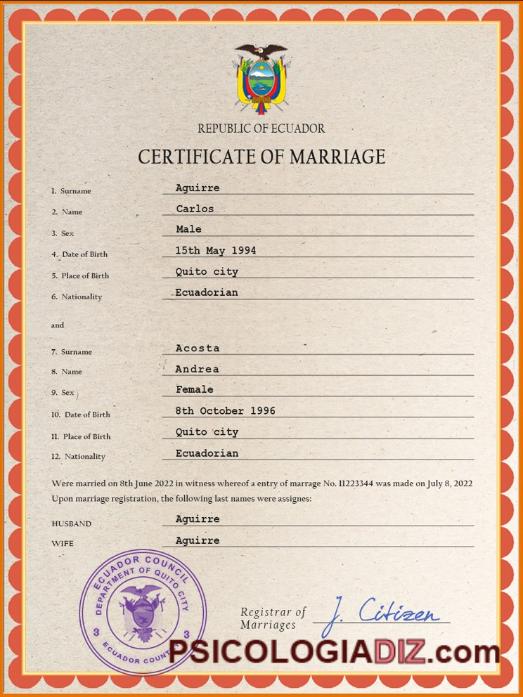 REPUBLIC OF ECUADOR
CERTIFICATE OF MARRIAGE
1. Surname Aguirre
2. Name Carlos
3. Sex Male
4. Date of Birth 15th May 1994
5. Place of Birth Quito city
6. Nationality Ecuadorian
and
7. Surname Acosta
8. Name Andrea
9. Sex Female
10. Date of Birth 8th October 1996
11. Place of Birth Quito city
12. Nationality Ecuadorian
Were married on 8th June 2022 in witness whereof a entry of marrage No. 11223344 was made on July 8, 2022
Upon marriage registration, the following last names were assignes:
HUSBAND Aguirre
WIFE Aguirre
ECUADOR COUNCIL
DEPARTMENT OF QUITO CITY
3 3
ECUADOR COUN
Registrar of Marriages J. Citizen
PSICOLOGIADIZ.com